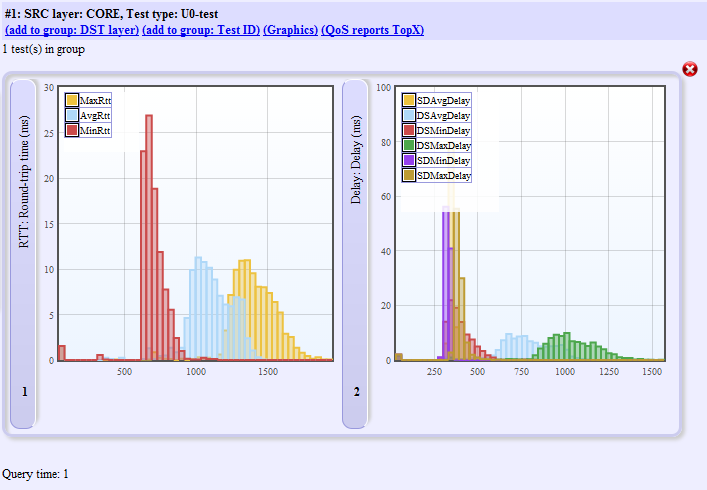 #1: SRC layer: CORE, Test type: U0-test
(add to group: DST layer) (add to group: Test ID) (Graphics) (QoS reports TopX)
1 test(s) in group
RTT: Round-trip time (ms)
1
30
25
20
15
10
5
0
MaxRtt
AvgRtt
MinRtt
500 1000 1500
Delay: Delay (ms)
2
100
80
60
40
20
0
SDAvgDelay
DSAvgDelay
DSMinDelay
DSMaxDelay
SDMinDelay
SDMaxDelay
250 500 750 1000 1250 1500
Query time: 1